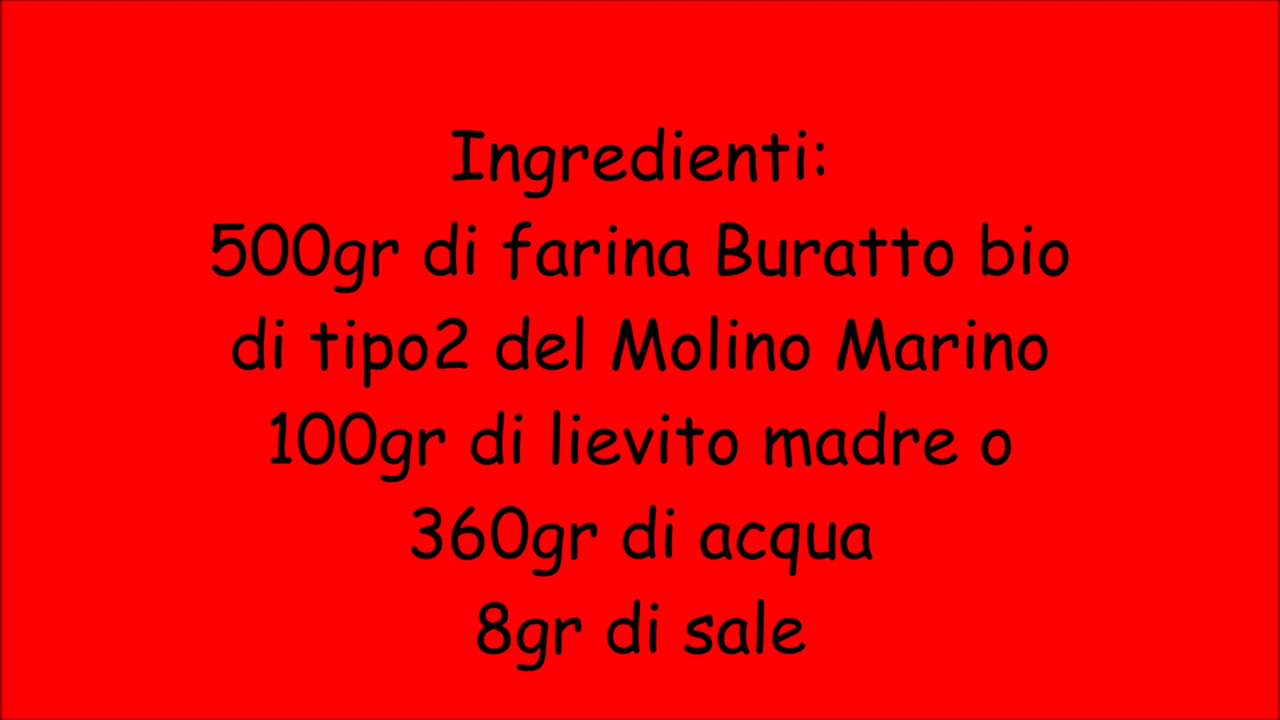 Ingredienti:
500gr di farina Buratto bio
di tipo2 del Molino Marino
100gr di lievito madre o
360gr di acqua
8gr di sale